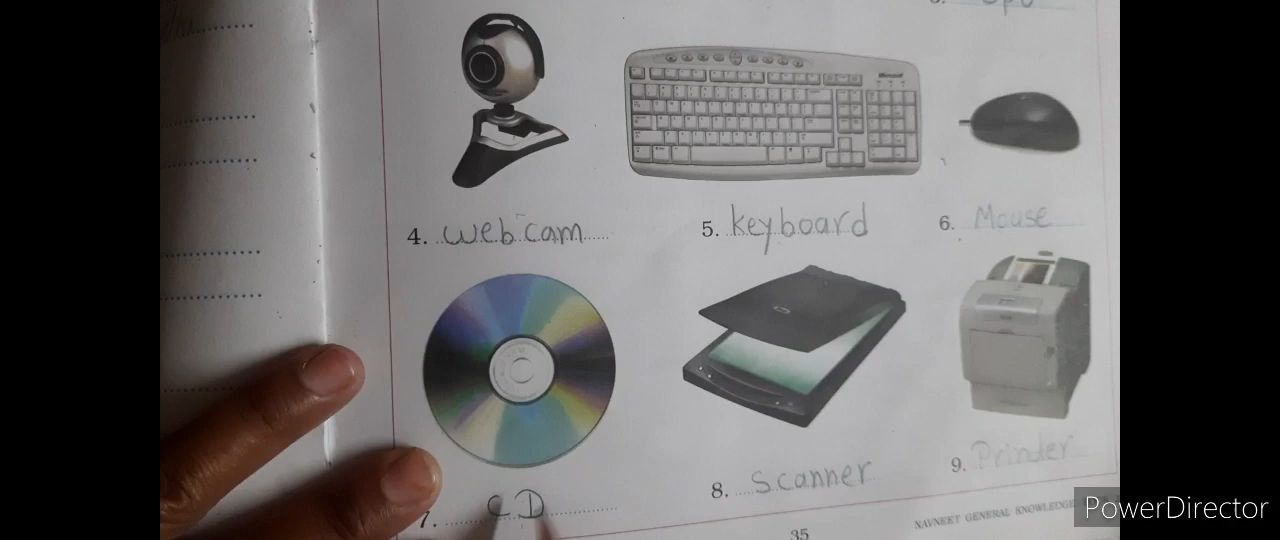 4. web cam
5. keyboard
6. Mouse
7. CD
8. Scanner
9. Printer
35
NAVNEET GENERAL KNOWLEDGE
PowerDirector